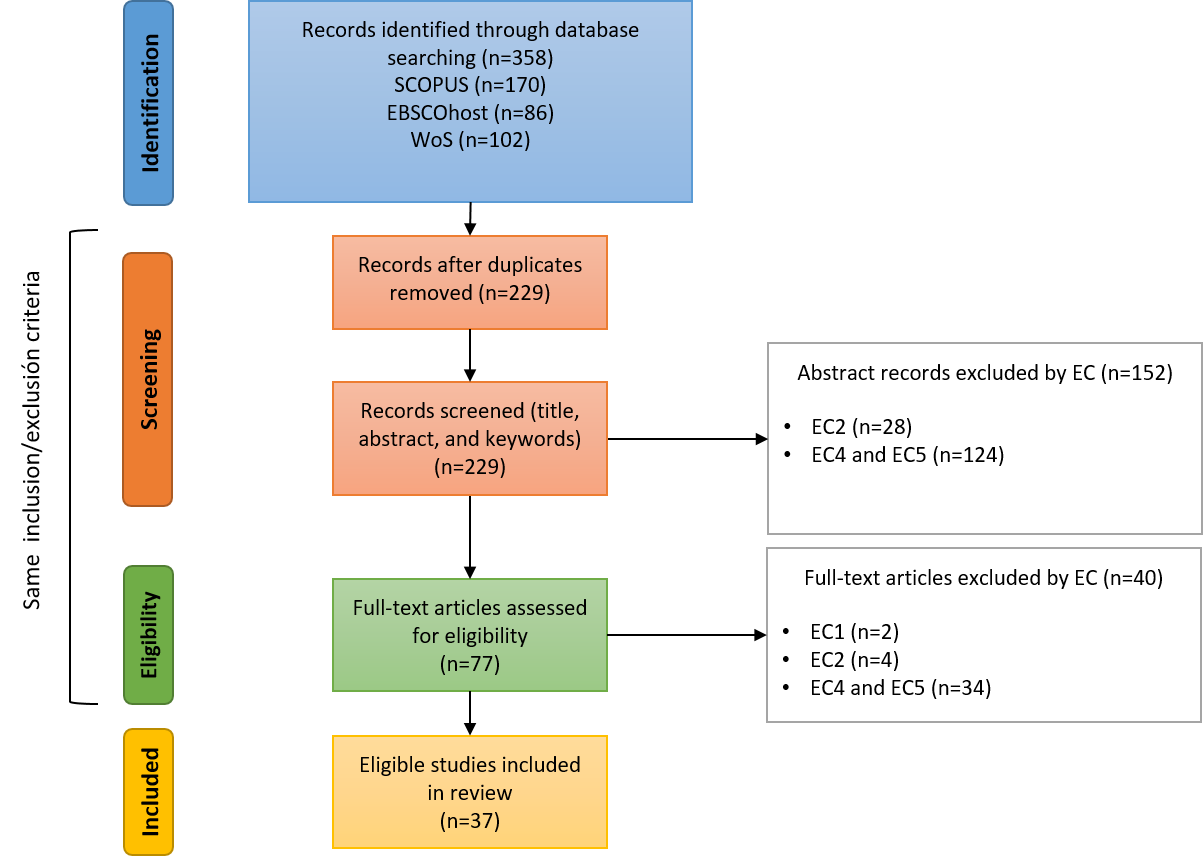 Identification
Records identified through database
searching (n=358)
SCOPUS (n=170)
EBSCOhost (n=86)
WoS (n=102)
Same inclusion/exclusión criteria
Screening
Records after duplicates
removed (n=229)
Records screened (title,
abstract, and keywords)
(n=229)
Abstract records excluded by EC (n=152)
• EC2 (n=28)
• EC4 and EC5 (n=124)
Eligibility
Full-text articles assessed
for eligibility
(n=77)
Full-text articles excluded by EC (n=40)
• EC1 (n=2)
• EC2 (n=4)
• EC4 and EC5 (n=34)
Included
Eligible studies included
in review
(n=37)